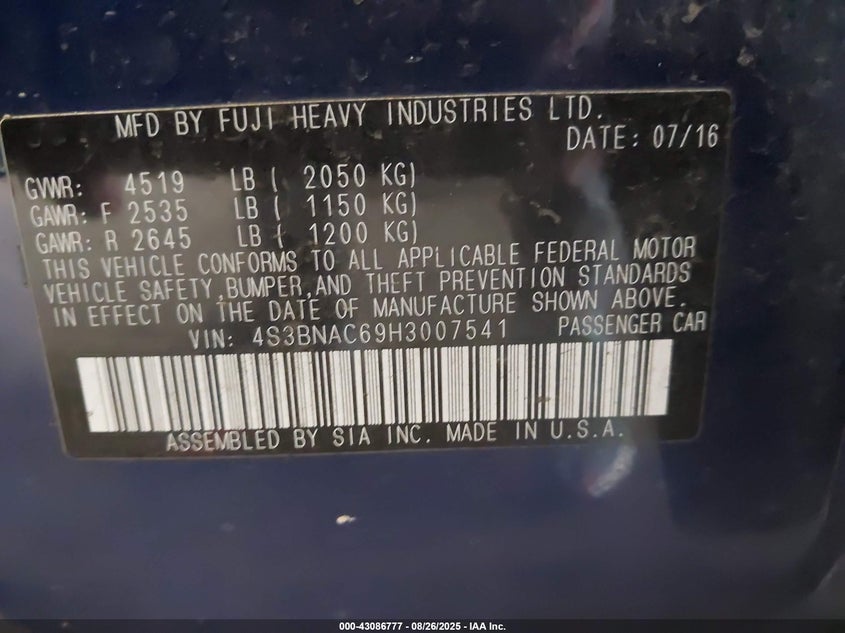 MFD BY FUJI HEAVY INDUSTRIES LTD.
DATE: 07/16
GVWR: 4519 LB ( 2050 KG)
GAWR: F 2535 LB ( 1150 KG)
GAWR: R 2645 LB ( 1200 KG)
THIS VEHICLE CONFORMS TO ALL APPLICABLE FEDERAL MOTOR
VEHICLE SAFETY,BUMPER,AND THEFT PREVENTION STANDARDS
IN EFFECT ON THE DATE OF MANUFACTURE SHOWN ABOVE.
VIN: 4S3BNAC69H3007541 PASSENGER CAR
ASSEMBLED BY SIA INC. MADE IN U.S.A.
000-43086777 - 08/26/2025 - IAA Inc.